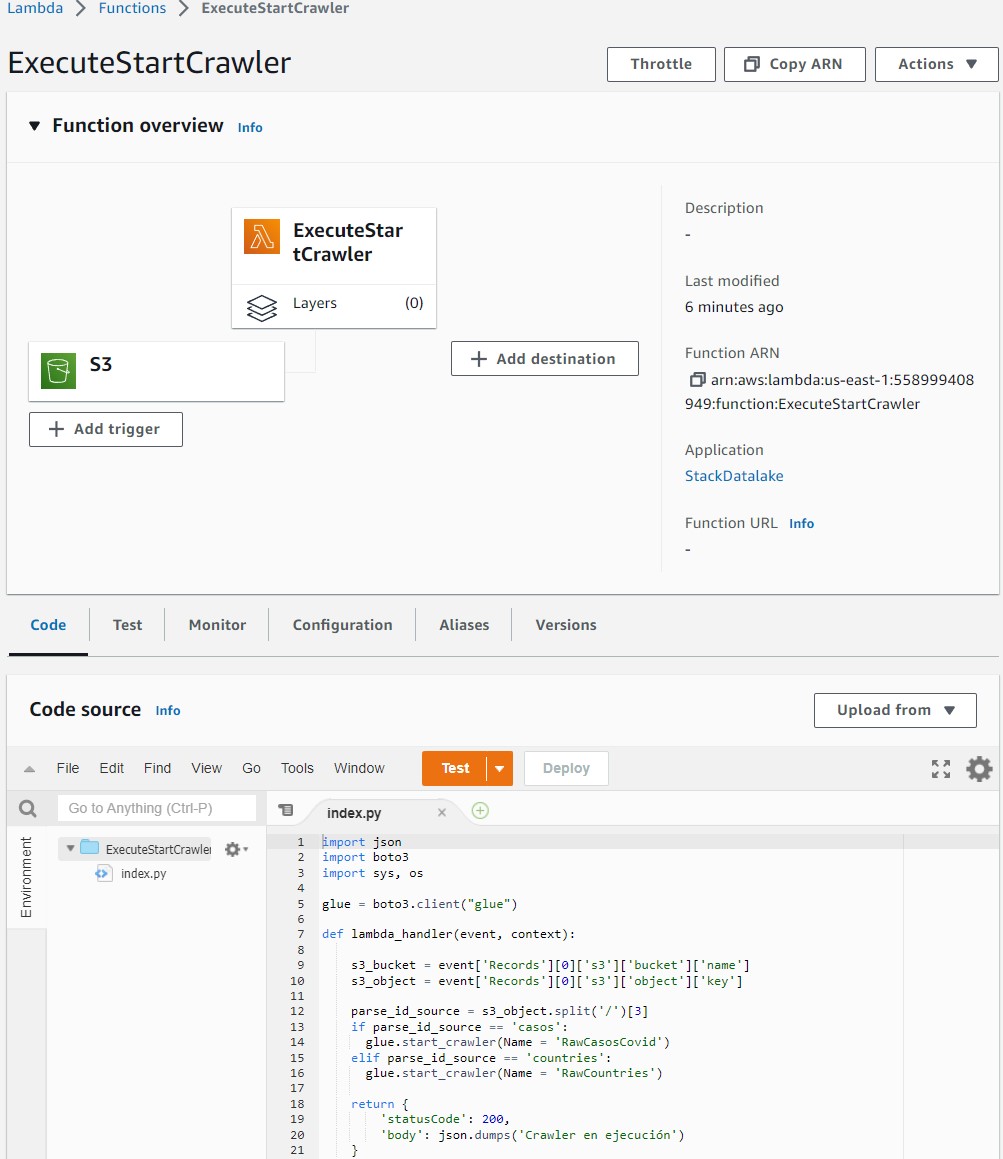 Lambda > Functions > ExecuteStartCrawler
ExecuteStartCrawler
Throttle
Copy ARN
Actions ▼
▼ Function overview Info
ExecuteStar
tCrawler
Layers (0)
S3
+ Add trigger
+ Add destination
Description
-
Last modified
6 minutes ago
Function ARN
arn:aws:lambda:us-east-1:558999408
949:function:ExecuteStartCrawler
Application
StackDatalake
Function URL Info
-
Code
Test
Monitor
Configuration
Aliases
Versions
Code source Info
Upload from ▼
File Edit Find View Go Tools Window
Test
Deploy
Go to Anything (Ctrl-P)
Environment
ExecuteStartCrawler
index.py
index.py ×
1 import json
2 import boto3
3 import sys, os
4
5 glue = boto3.client("glue")
6
7 def lambda_handler(event, context):
8
9     s3_bucket = event['Records'][0]['s3']['bucket']['name']
10     s3_object = event['Records'][0]['s3']['object']['key']
11
12     parse_id_source = s3_object.split('/')[3]
13     if parse_id_source == 'casos':
14       glue.start_crawler(Name = 'RawCasosCovid')
15     elif parse_id_source == 'countries':
16       glue.start_crawler(Name = 'RawCountries')
17
18     return {
19         'statusCode': 200,
20         'body': json.dumps('Crawler en ejecución')
21     }